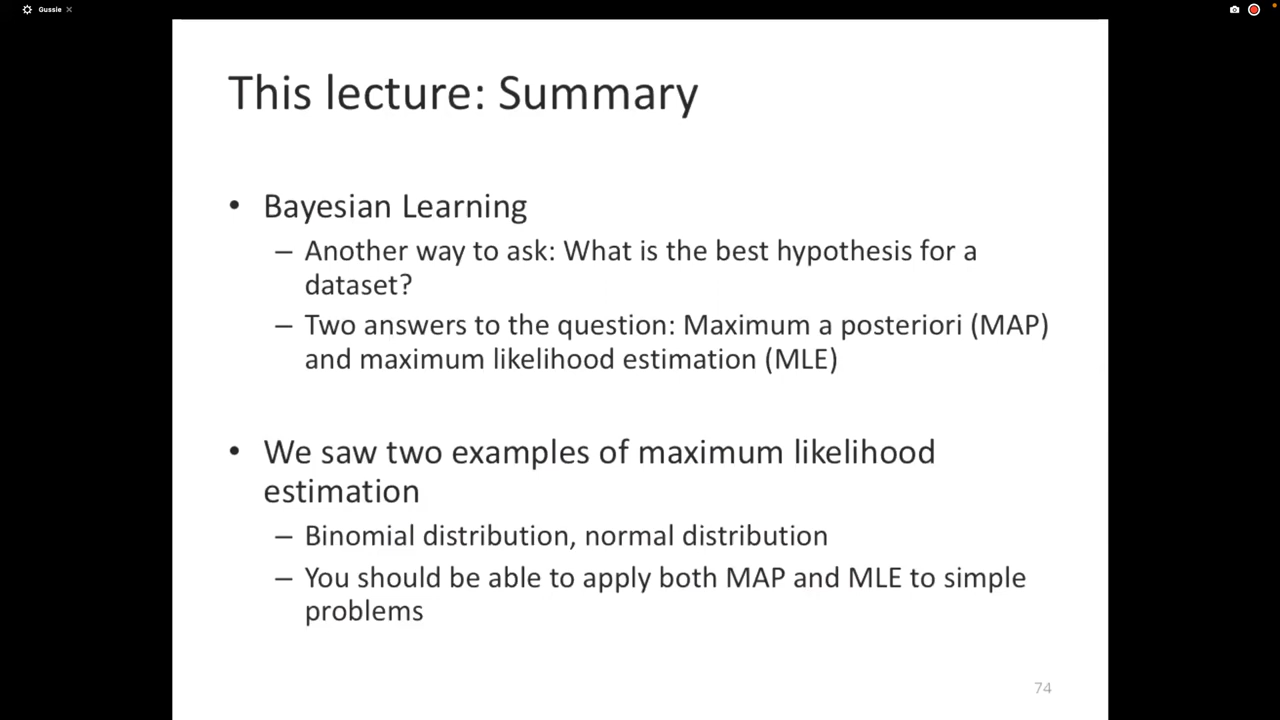 Gussie
This lecture: Summary
• Bayesian Learning
– Another way to ask: What is the best hypothesis for a
dataset?
– Two answers to the question: Maximum a posteriori (MAP)
and maximum likelihood estimation (MLE)
• We saw two examples of maximum likelihood
estimation
– Binomial distribution, normal distribution
– You should be able to apply both MAP and MLE to simple
problems
74